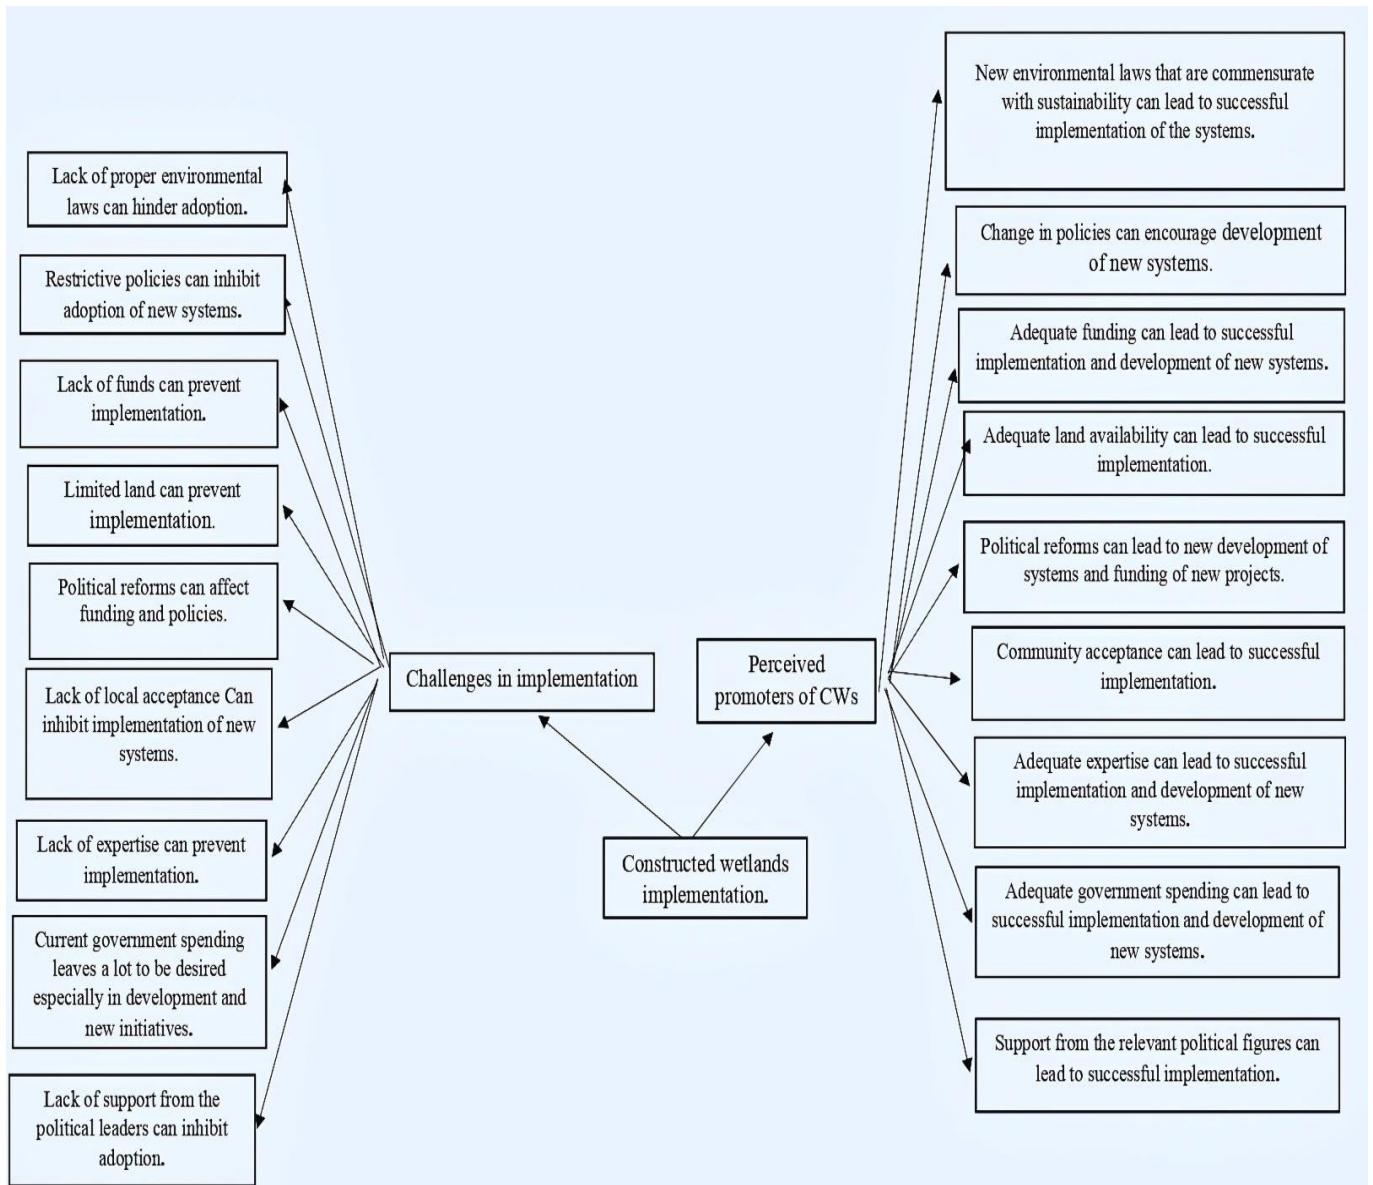 Lack of proper environmental
laws can hinder adoption.
Restrictive policies can inhibit
adoption of new systems.
Lack of funds can prevent
implementation.
Limited land can prevent
implementation.
Political reforms can affect
funding and policies.
Lack of local acceptance Can
inhibit implementation of new
systems.
Lack of expertise can prevent
implementation.
Current government spending
leaves a lot to be desired
especially in development and
new initiatives.
Lack of support from the
political leaders can inhibit
adoption.
Challenges in implementation
Constructed wetlands
implementation.
Perceived
promoters of CWs
New environmental laws that are commensurate
with sustainability can lead to successful
implementation of the systems.
Change in policies can encourage development
of new systems.
Adequate funding can lead to successful
implementation and development of new systems.
Adequate land availability can lead to successful
implementation.
Political reforms can lead to new development of
systems and funding of new projects.
Community acceptance can lead to successful
implementation.
Adequate expertise can lead to successful
implementation and development of new
systems.
Adequate government spending can lead to
successful implementation and development of
new systems.
Support from the relevant political figures can
lead to successful implementation.